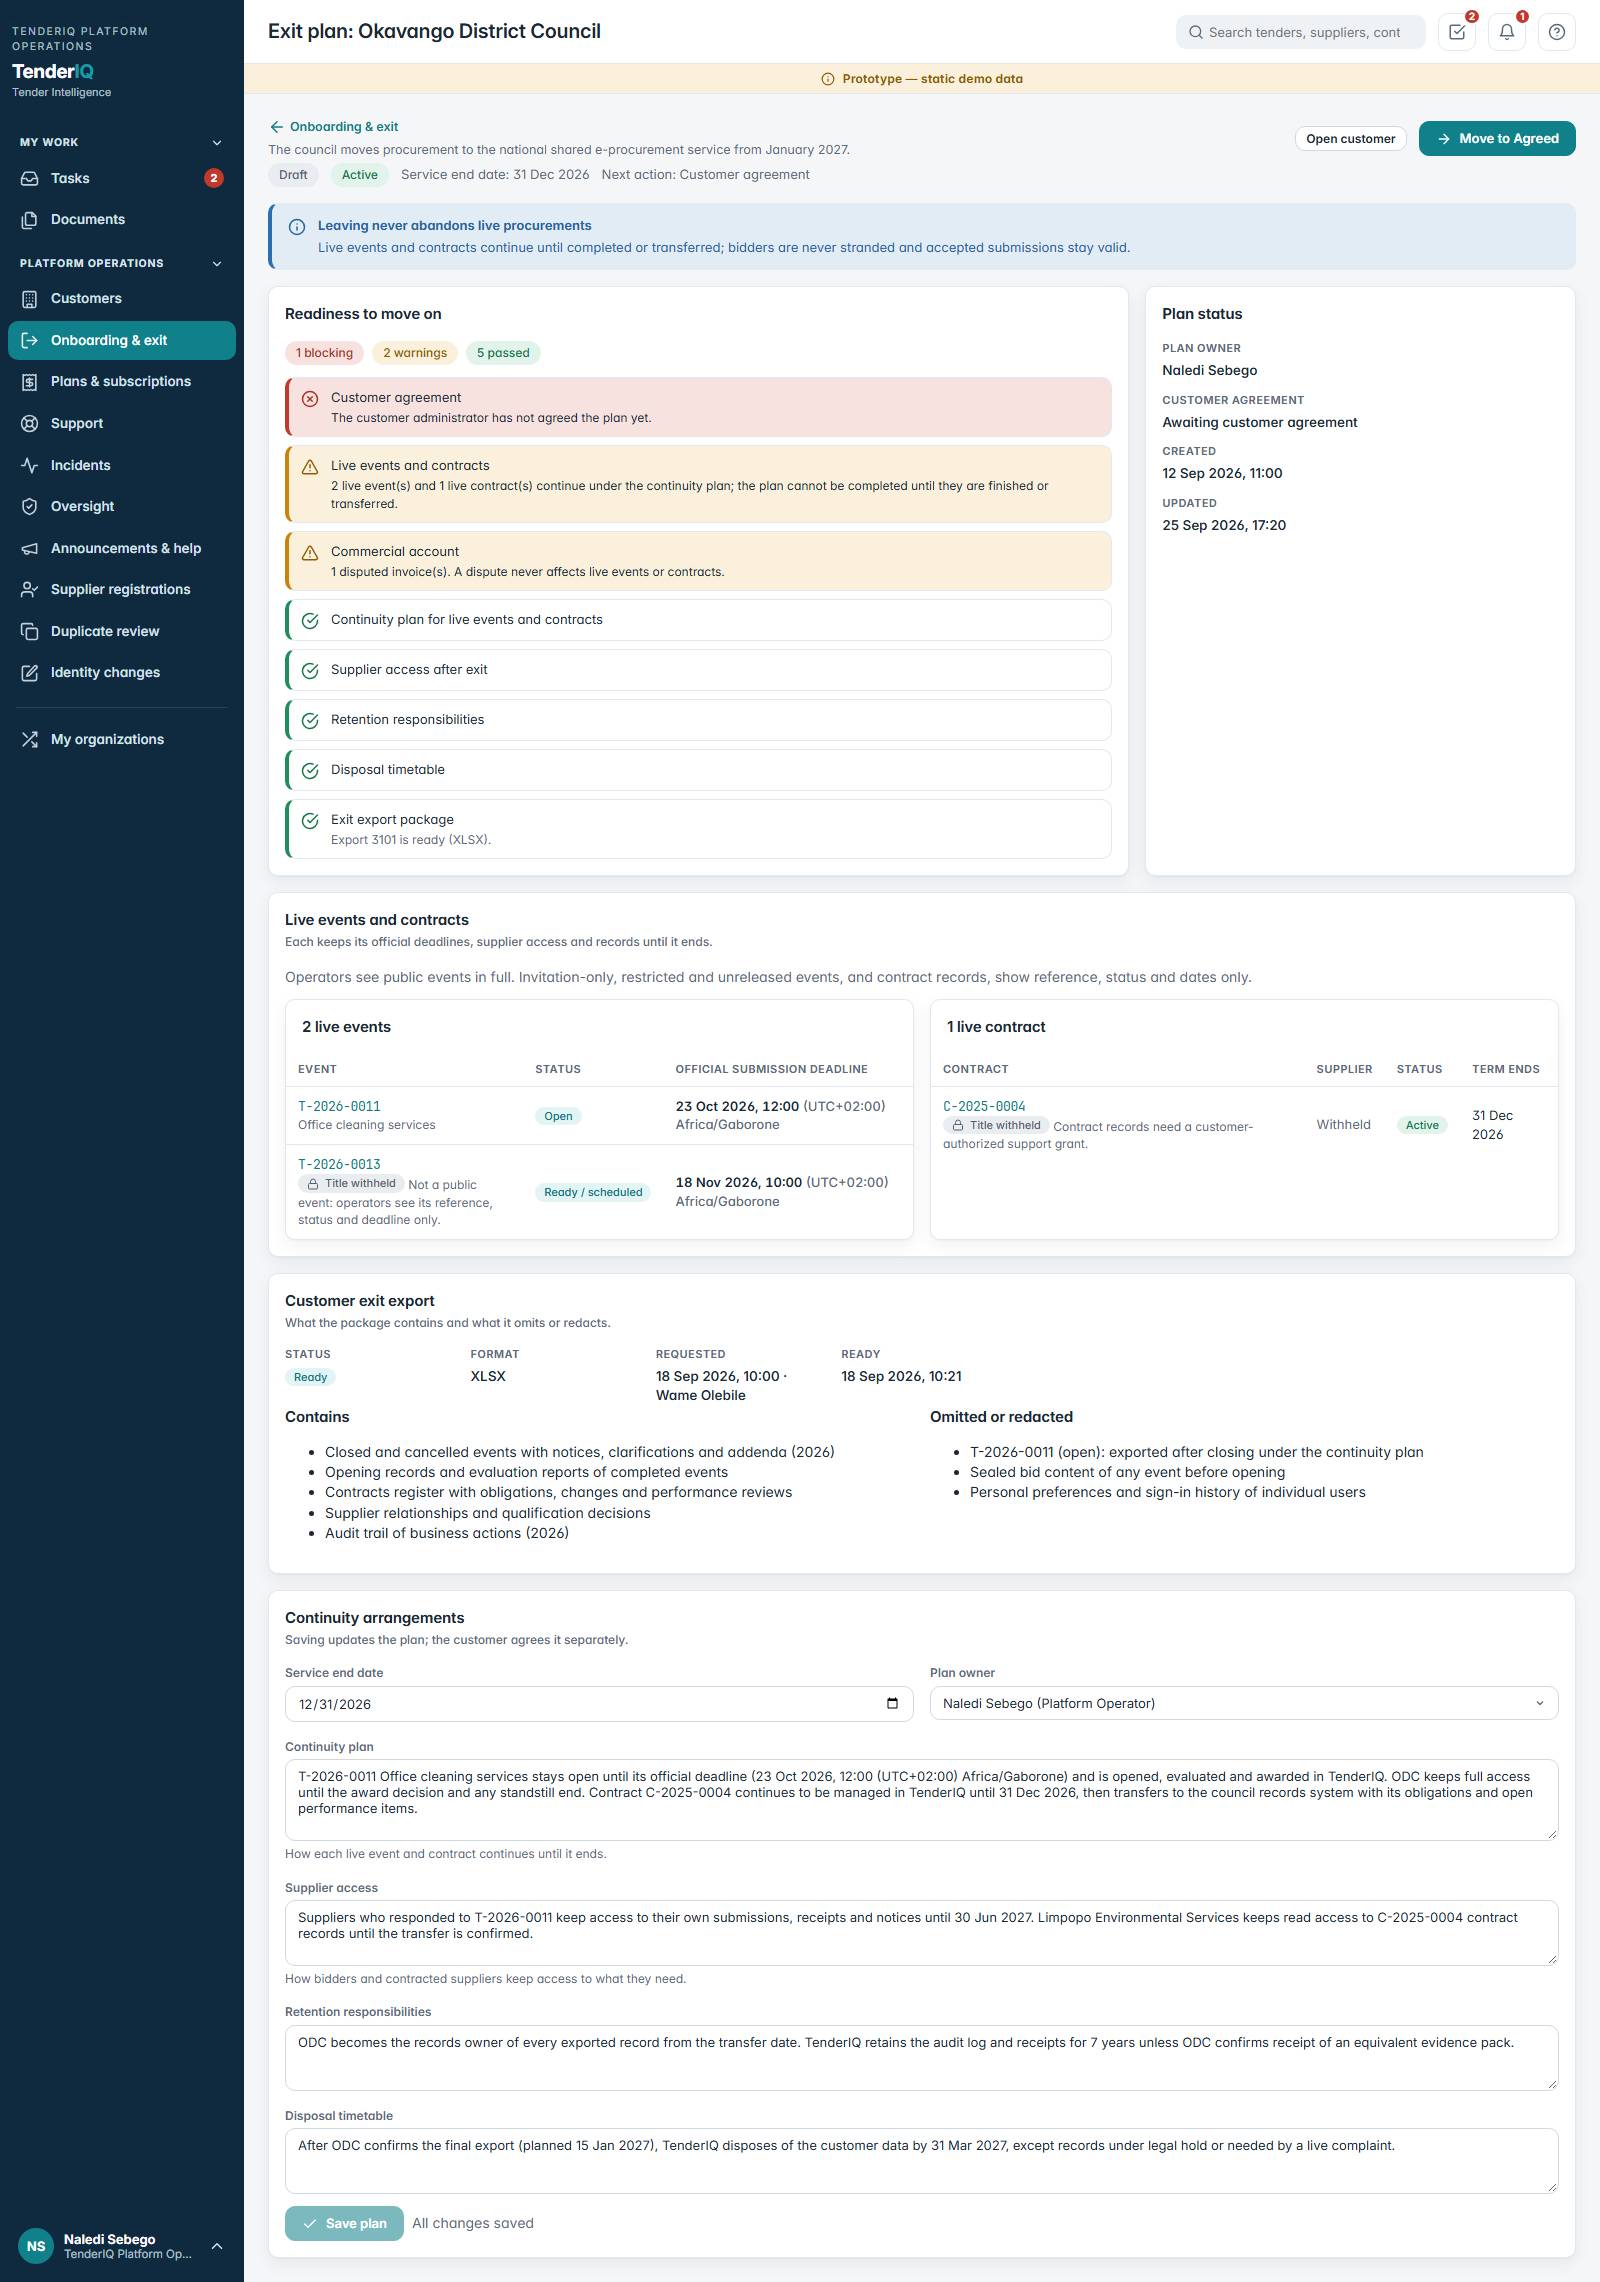 TENDERIQ PLATFORM
OPERATIONS
TenderIQ
Tender Intelligence
MY WORK
Tasks
2
Documents
PLATFORM OPERATIONS
Customers
Onboarding & exit
Plans & subscriptions
Support
Incidents
Oversight
Announcements & help
Supplier registrations
Duplicate review
Identity changes
My organizations
NS
Naledi Sebego
TenderIQ Platform Op...
Exit plan: Okavango District Council
Search tenders, suppliers, cont
2
1
Prototype — static demo data
Onboarding & exit
The council moves procurement to the national shared e-procurement service from January 2027.
Draft
Active
Service end date: 31 Dec 2026
Next action: Customer agreement
Open customer
Move to Agreed
Leaving never abandons live procurements
Live events and contracts continue until completed or transferred; bidders are never stranded and accepted submissions stay valid.
Readiness to move on
1 blocking
2 warnings
5 passed
Customer agreement
The customer administrator has not agreed the plan yet.
Live events and contracts
2 live event(s) and 1 live contract(s) continue under the continuity plan; the plan cannot be completed until they are finished or
transferred.
Commercial account
1 disputed invoice(s). A dispute never affects live events or contracts.
Continuity plan for live events and contracts
Supplier access after exit
Retention responsibilities
Disposal timetable
Exit export package
Export 3101 is ready (XLSX).
Plan status
PLAN OWNER
Naledi Sebego
CUSTOMER AGREEMENT
Awaiting customer agreement
CREATED
12 Sep 2026, 11:00
UPDATED
25 Sep 2026, 17:20
Live events and contracts
Each keeps its official deadlines, supplier access and records until it ends.
Operators see public events in full. Invitation-only, restricted and unreleased events, and contract records, show reference, status and dates only.
2 live events
EVENT
STATUS
OFFICIAL SUBMISSION DEADLINE
T-2026-0011
Office cleaning services
Open
23 Oct 2026, 12:00 (UTC+02:00)
Africa/Gaborone
T-2026-0013
Title withheld Not a public
event: operators see its reference,
status and deadline only.
Ready / scheduled
18 Nov 2026, 10:00 (UTC+02:00)
Africa/Gaborone
1 live contract
CONTRACT
SUPPLIER
STATUS
TERM ENDS
C-2025-0004
Title withheld Contract records need a customer-
authorized support grant.
Withheld
Active
31 Dec
2026
Customer exit export
What the package contains and what it omits or redacts.
STATUS
FORMAT
REQUESTED
READY
Ready
XLSX
18 Sep 2026, 10:00 ·
Wame Olebile
18 Sep 2026, 10:21
Contains
• Closed and cancelled events with notices, clarifications and addenda (2026)
• Opening records and evaluation reports of completed events
• Contracts register with obligations, changes and performance reviews
• Supplier relationships and qualification decisions
• Audit trail of business actions (2026)
Omitted or redacted
• T-2026-0011 (open): exported after closing under the continuity plan
• Sealed bid content of any event before opening
• Personal preferences and sign-in history of individual users
Continuity arrangements
Saving updates the plan; the customer agrees it separately.
Service end date
12/31/2026
Plan owner
Naledi Sebego (Platform Operator)
Continuity plan
T-2026-0011 Office cleaning services stays open until its official deadline (23 Oct 2026, 12:00 (UTC+02:00) Africa/Gaborone) and is opened, evaluated and awarded in TenderIQ. ODC keeps full access
until the award decision and any standstill end. Contract C-2025-0004 continues to be managed in TenderIQ until 31 Dec 2026, then transfers to the council records system with its obligations and open
performance items.
How each live event and contract continues until it ends.
Supplier access
Suppliers who responded to T-2026-0011 keep access to their own submissions, receipts and notices until 30 Jun 2027. Limpopo Environmental Services keeps read access to C-2025-0004 contract
records until the transfer is confirmed.
How bidders and contracted suppliers keep access to what they need.
Retention responsibilities
ODC becomes the records owner of every exported record from the transfer date. TenderIQ retains the audit log and receipts for 7 years unless ODC confirms receipt of an equivalent evidence pack.
Disposal timetable
After ODC confirms the final export (planned 15 Jan 2027), TenderIQ disposes of the customer data by 31 Mar 2027, except records under legal hold or needed by a live complaint.
Save plan
All changes saved